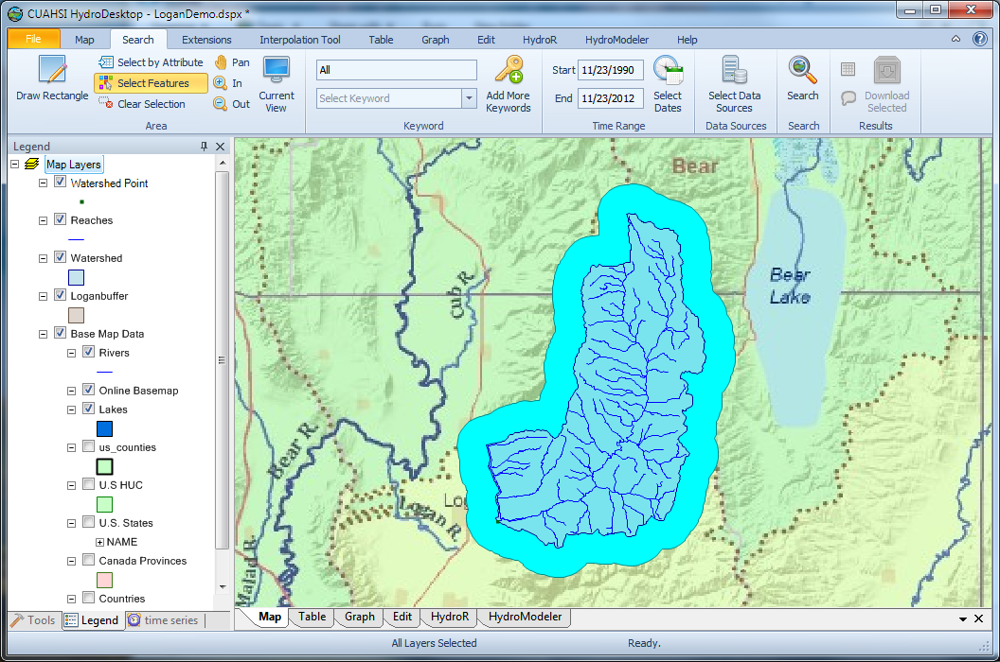 CUAHSI HydroDesktop - LoganDemo.dspx *
File Map Search Extensions Interpolation Tool Table Graph Edit HydroR HydroModeler Help
Draw Rectangle
Select by Attribute
Select Features
Clear Selection
Pan
In
Out
Current View
Area
All
Select Keyword
Add More Keywords
Keyword
Start 11/23/1990
End 11/23/2012
Select Dates
Time Range
Select Data Sources
Data Sources
Search
Search
Download Selected
Results
Legend
Map Layers
Watershed Point
Reaches
Watershed
Loganbuffer
Base Map Data
Rivers
Online Basemap
Lakes
us_counties
U.S HUC
U.S. States
NAME
Canada Provinces
Countries
Tools Legend time series
Bear
Bear
Lake
Cub R.
Bear R.
Log
Logan R.
Malad R.
Map Table Graph Edit HydroR HydroModeler
All Layers Selected Ready.